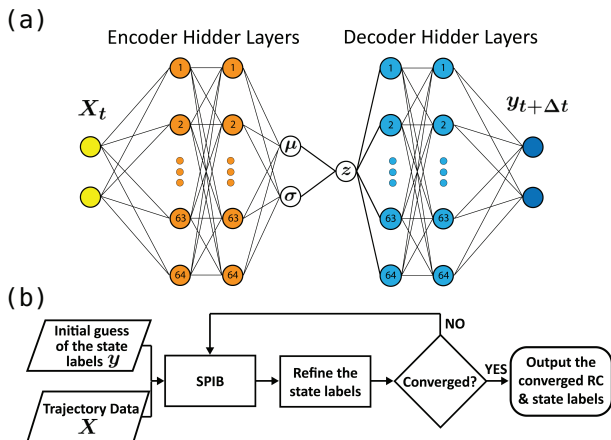 (a)
Encoder Hidder Layers
Decoder Hidden Layers
X_t
y_{t+Δt}
1
1
2
2
63
63
64
64
μ
σ
z
1
1
2
2
63
63
64
64
(b)
Initial guess
of the state
labels y
Trajectory Data
X
SPIB
Refine the
state labels
Converged?
NO
YES
Output the
converged RC
& state labels